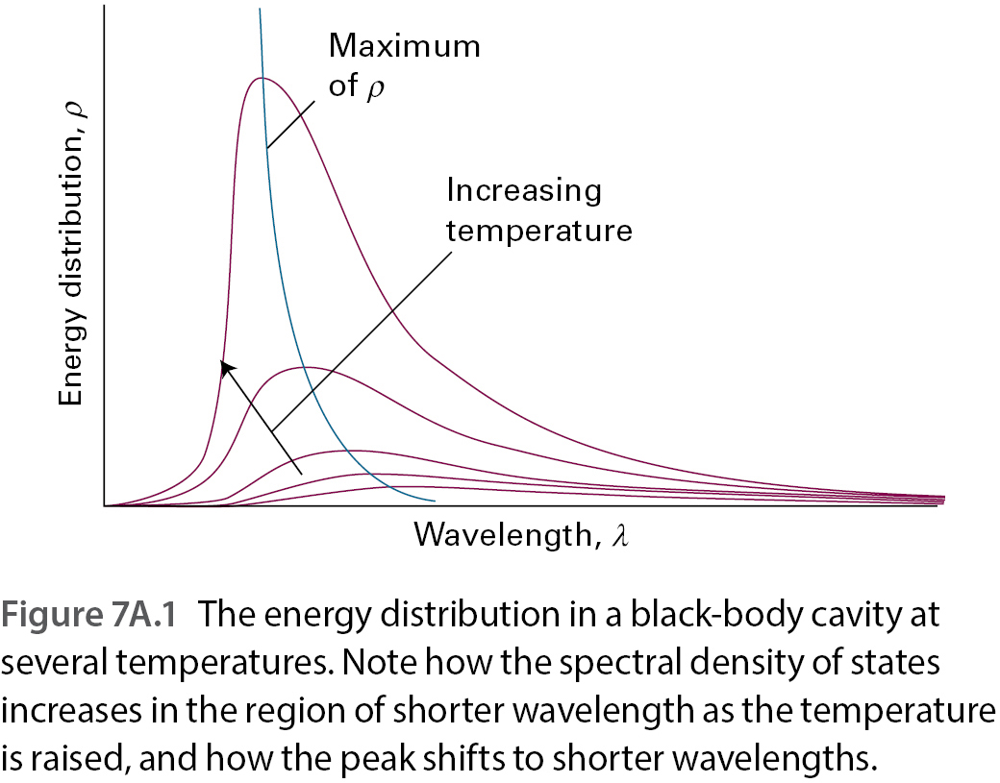 Maximum
of ρ
Increasing
temperature
Energy distribution, ρ
Wavelength, λ
Figure 7A.1 The energy distribution in a black-body cavity at
several temperatures. Note how the spectral density of states
increases in the region of shorter wavelength as the temperature
is raised, and how the peak shifts to shorter wavelengths.